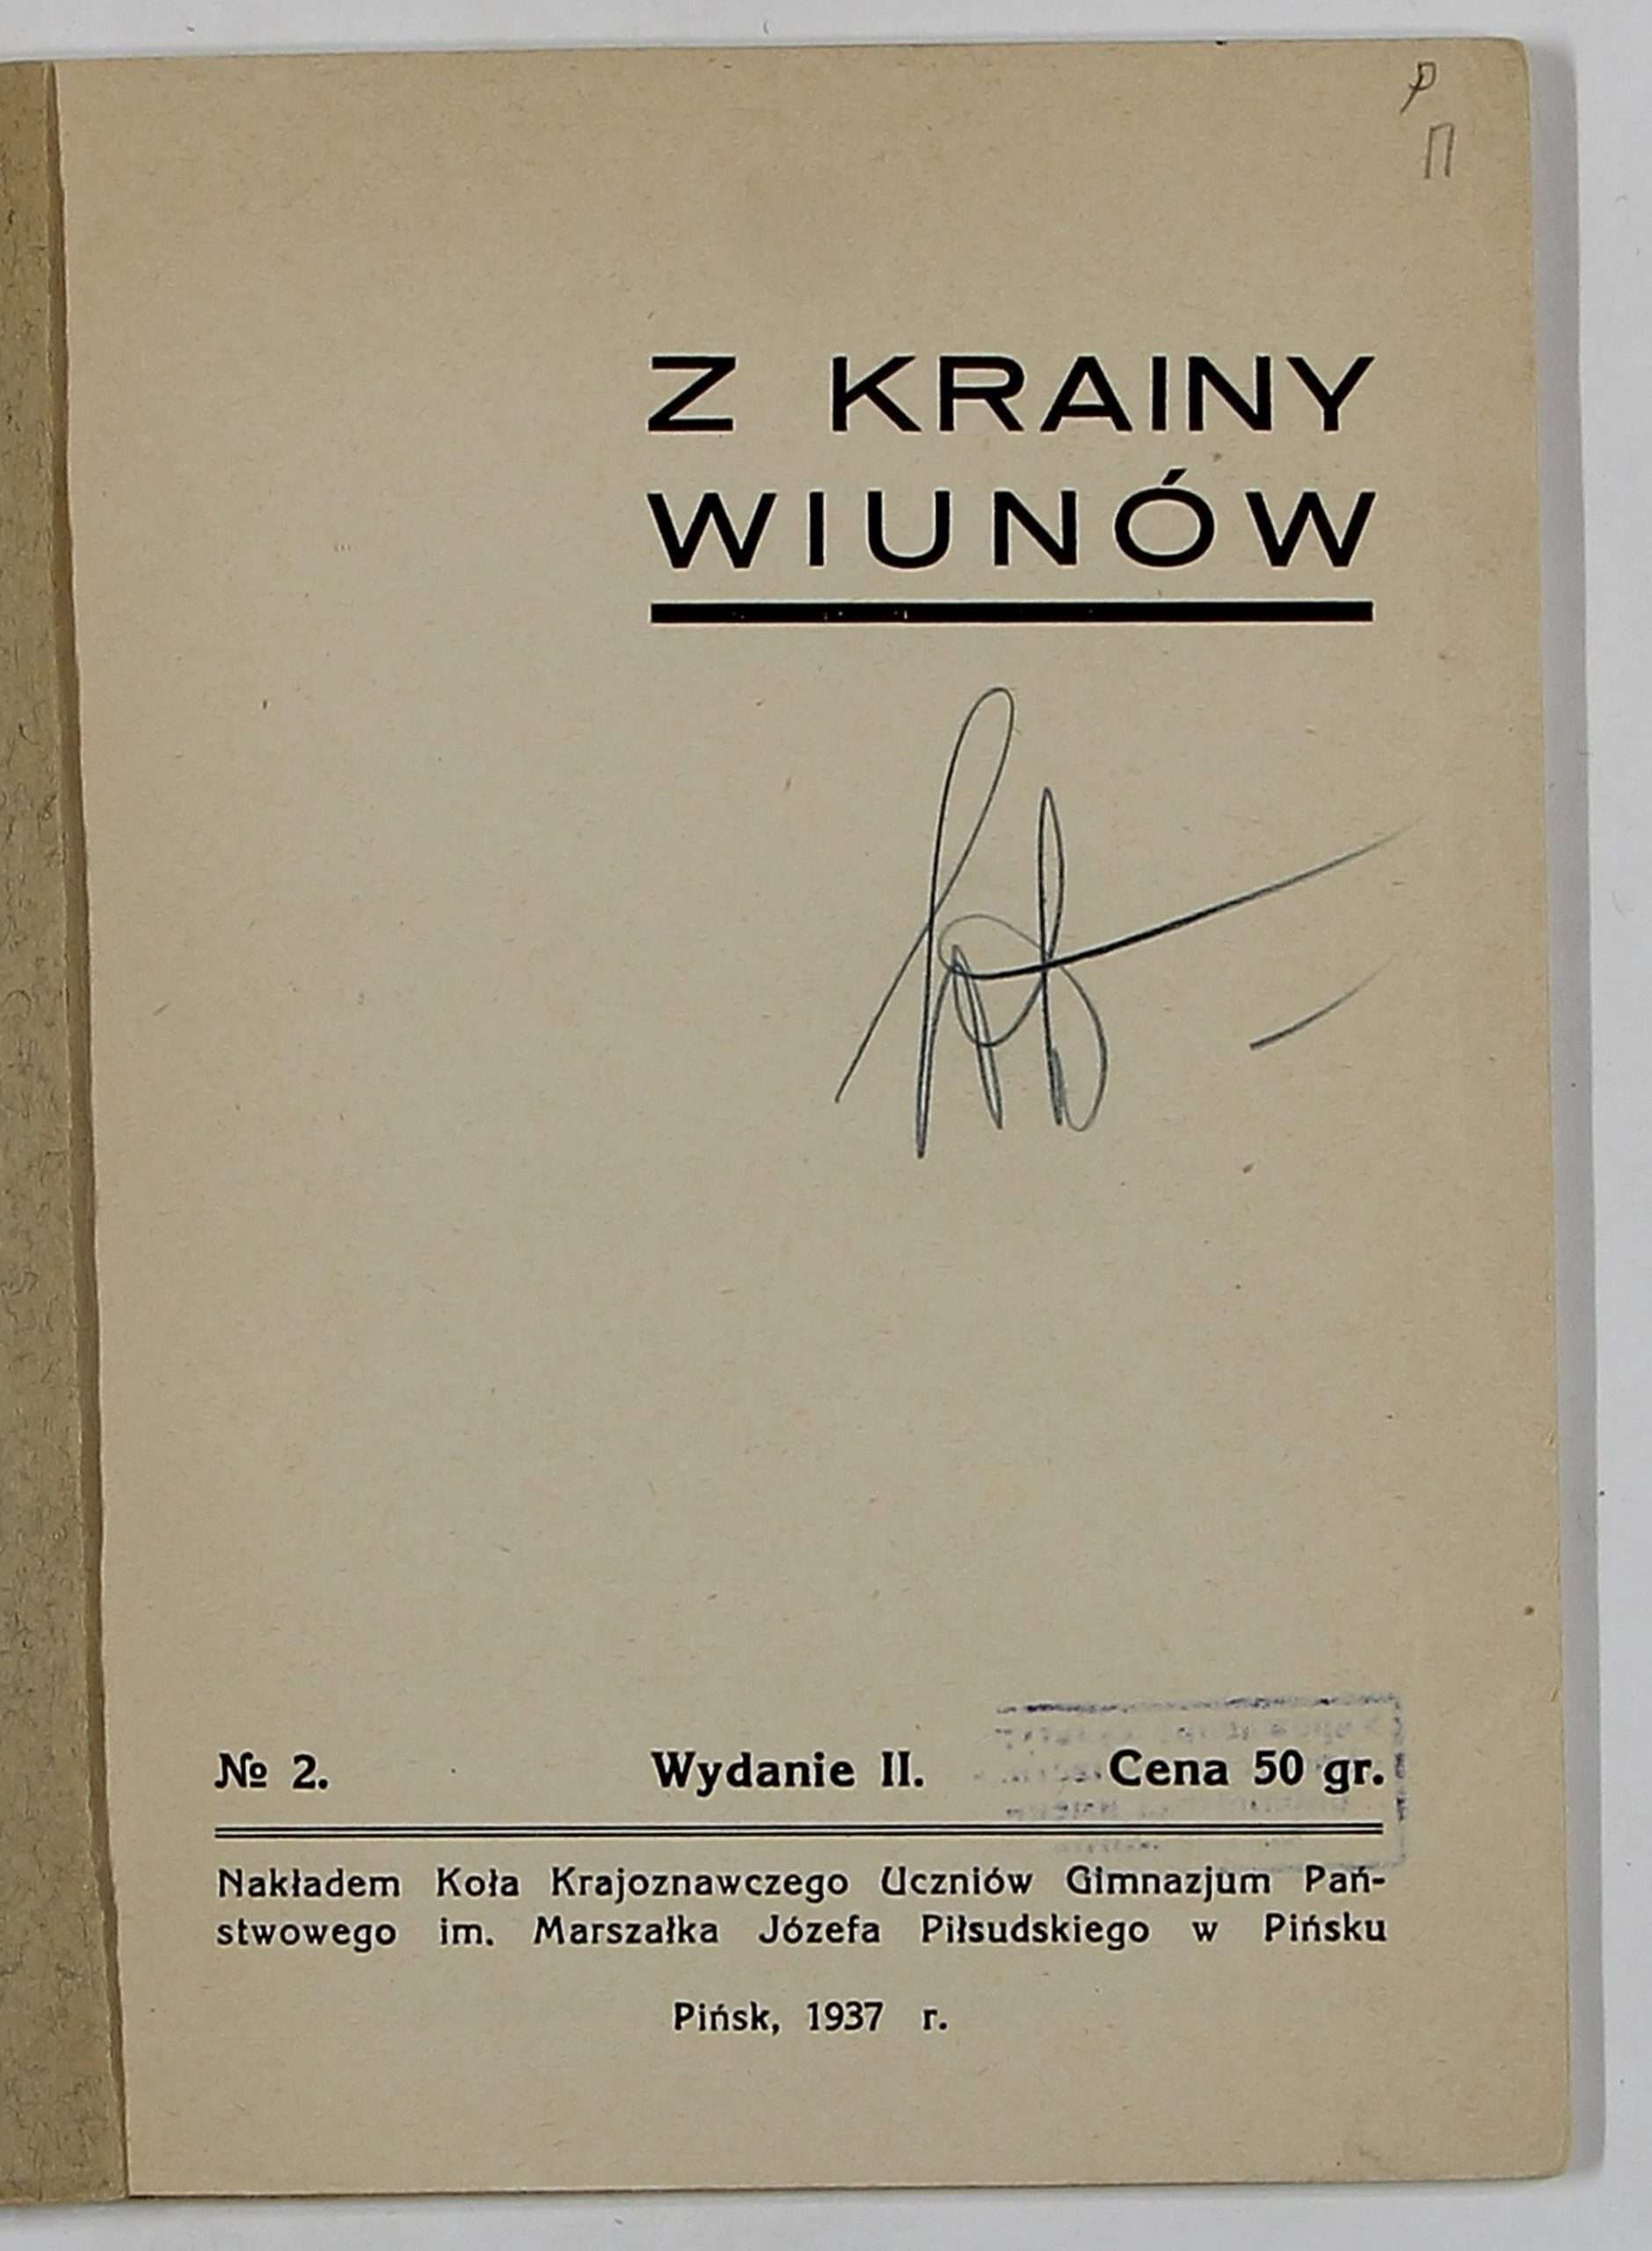 Р
П
Z KRAINY
WIUNÓW
№ 2. Wydanie II. Cena 50 gr.
Nakładem Koła Krajoznawczego Uczniów Gimnazjum Pań-
stwowego im. Marszałka Józefa Piłsudskiego w Pińsku
Pińsk, 1937 r.